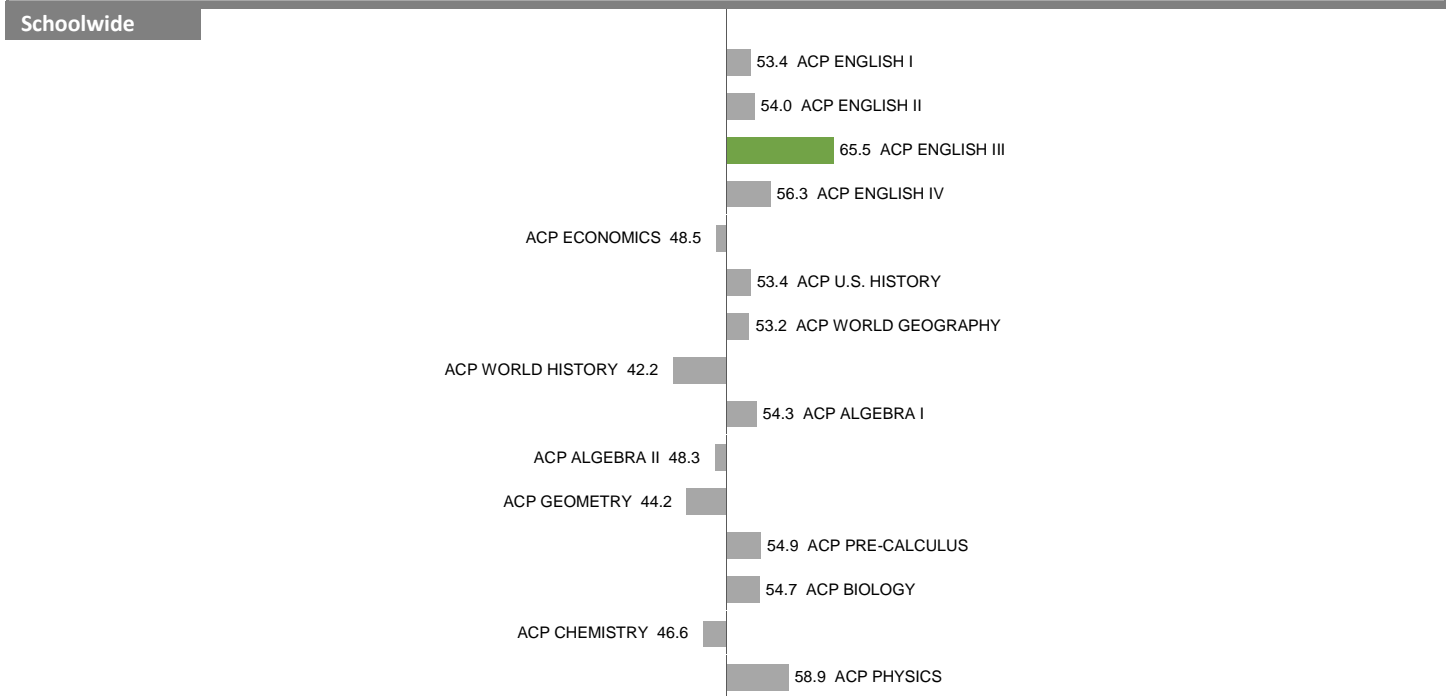 Schoolwide
53.4 ACP ENGLISH I
54.0 ACP ENGLISH II
65.5 ACP ENGLISH III
56.3 ACP ENGLISH IV
ACP ECONOMICS 48.5
53.4 ACP U.S. HISTORY
53.2 ACP WORLD GEOGRAPHY
ACP WORLD HISTORY 42.2
54.3 ACP ALGEBRA I
ACP ALGEBRA II 48.3
ACP GEOMETRY 44.2
54.9 ACP PRE-CALCULUS
54.7 ACP BIOLOGY
ACP CHEMISTRY 46.6
58.9 ACP PHYSICS